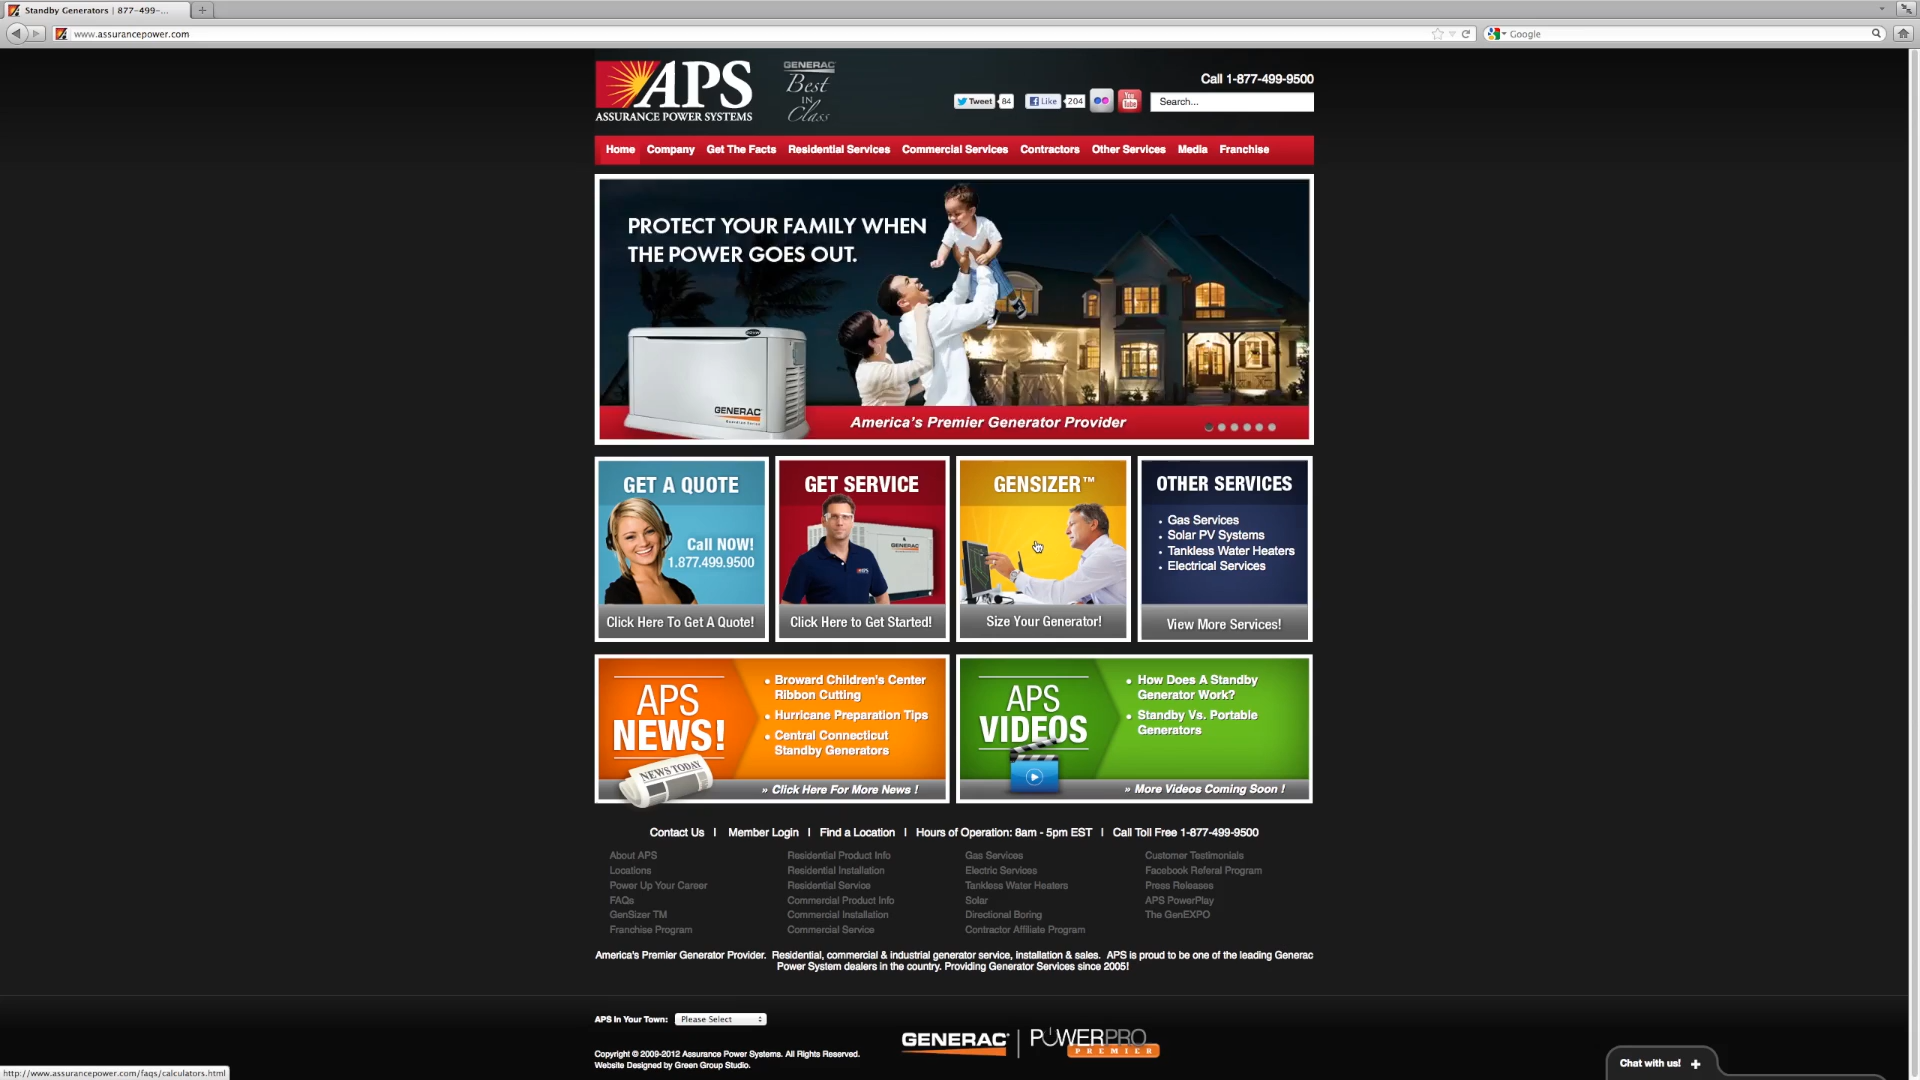 Standby Generators | 877-499-...
www.assurancepower.com
Google
APS
ASSURANCE POWER SYSTEMS
GENERAC
Best
IN
Class
Call 1-877-499-9500
Tweet 84
Like 204
You
Tube
Search...
Home Company Get The Facts Residential Services Commercial Services Contractors Other Services Media Franchise
PROTECT YOUR FAMILY WHEN
THE POWER GOES OUT.
GENERAC
America's Premier Generator Provider
GET A QUOTE
Call NOW!
1.877.499.9500
Click Here To Get A Quote!
GET SERVICE
GENERAC
APS
Click Here to Get Started!
GENSIZER™
Size Your Generator!
OTHER SERVICES
• Gas Services
• Solar PV Systems
• Tankless Water Heaters
• Electrical Services
View More Services!
APS
NEWS!
NEWS TODAY
• Broward Children's Center
Ribbon Cutting
• Hurricane Preparation Tips
• Central Connecticut
Standby Generators
» Click Here For More News !
APS
VIDEOS
• How Does A Standby
Generator Work?
• Standby Vs. Portable
Generators
» More Videos Coming Soon !
Contact Us | Member Login | Find a Location | Hours of Operation: 8am - 5pm EST | Call Toll Free 1-877-499-9500
About APS
Locations
Power Up Your Career
FAQs
GenSizer TM
Franchise Program
Residential Product Info
Residential Installation
Residential Service
Commercial Product Info
Commercial Installation
Commercial Service
Gas Services
Electric Services
Tankless Water Heaters
Solar
Directional Boring
Contractor Affiliate Program
Customer Testimonials
Facebook Referal Program
Press Releases
APS PowerPlay
The GenEXPO
America's Premier Generator Provider. Residential, commercial & industrial generator service, installation & sales. APS is proud to be one of the leading Generac
Power System dealers in the country. Providing Generator Services since 2005!
APS In Your Town: Please Select
GENERAC | POWERPRO
PREMIER
Copyright © 2009-2012 Assurance Power Systems. All Rights Reserved.
Website Designed by Green Group Studio.
Chat with us! +
http://www.assurancepower.com/faqs/calculators.html